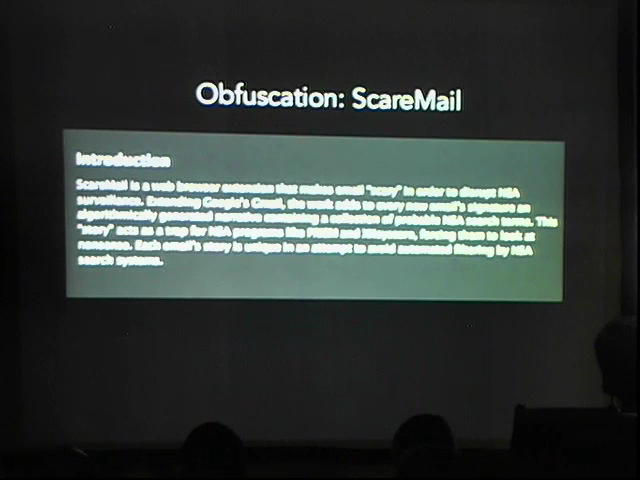 Obfuscation: ScareMail
Introduction
ScareMail is a web browser extension that makes email "scary" in order to disrupt NSA
surveillance. Extending Google's Gmail, the work adds to every new email's signature an
algorithmically generated narrative containing a collection of probable NSA search terms. This
"story" acts as a trap for NSA programs like PRISM and XKeyscore, forcing them to look at
nonsense. Each email's story is unique in an attempt to avoid automated filtering by NSA
search systems.